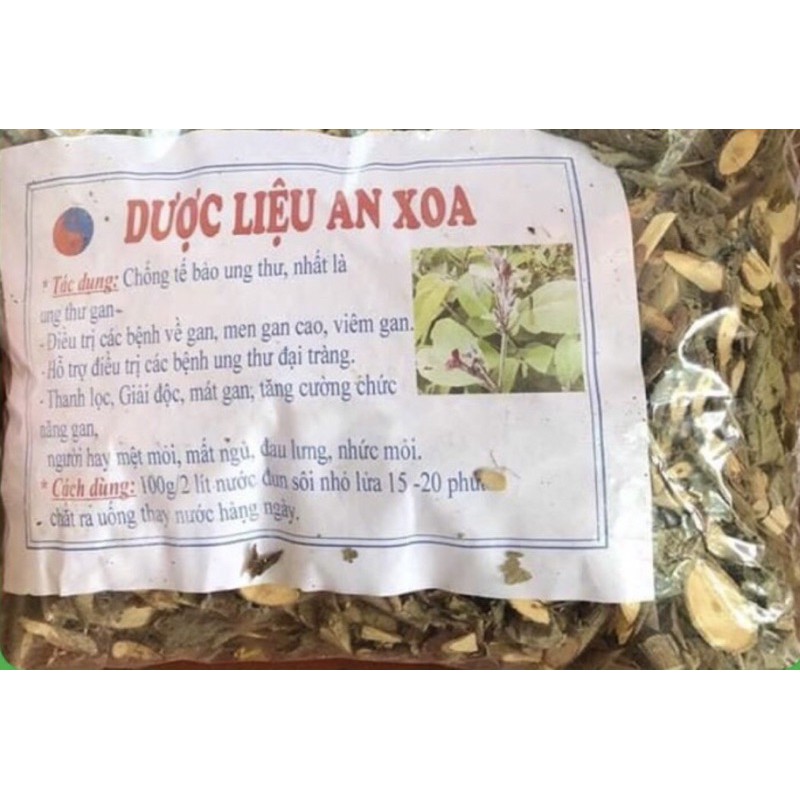 DƯỢC LIỆU AN XOA
* Tác dụng: Chống tế bào ung thư, nhất là
ung thư gan-
- Điều trị các bệnh về gan, men gan cao, viêm gan.
- Hỗ trợ điều trị các bệnh ung thư đại tràng.
- Thanh lọc, Giải độc, mát gan, tăng cường chức
năng gan,
người hay mệt mỏi, mất ngủ, đau lưng, nhức mỏi.
* Cách dùng: 100g/2 lít nước đun sôi nhỏ lửa 15 -20 phút
- chắt ra uống thay nước hàng ngày.